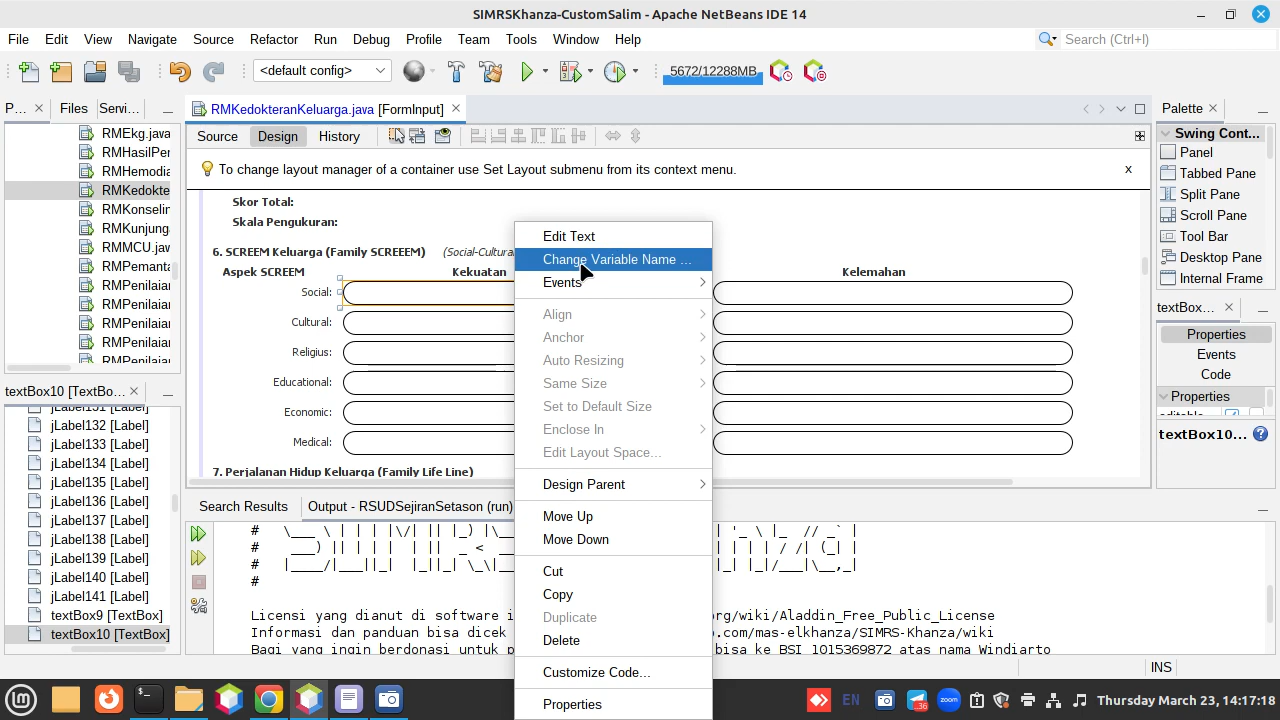 SIMRSKhanza-CustomSalim - Apache NetBeans IDE 14
File Edit View Navigate Source Refactor Run Debug Profile Team Tools Window Help
Search (Ctrl+I)
<default config>
5672/12288MB
P... Files Servi...
RMKedokteranKeluarga.java [FormInput]
Palette
RMEkg.java
RMHasilPer
RMHemodia
RMKedokte
RMKonselin
RMKunjung
RMMCU.jav
RMPemanta
RMPenilaiar
RMPenilaiar
RMPenilaiar
RMPenilaiar
RMPenilaiar
Source Design History
To change layout manager of a container use Set Layout submenu from its context menu. x
Skor Total:
Skala Pengukuran:
6. SCREEM Keluarga (Family SCREEEM) (Social-Cultura
Aspek SCREEM Kekuatan Kelemahan
Social:
Cultural:
Religius:
Educational:
Economic:
Medical:
7. Perjalanan Hidup Keluarga (Family Life Line)
Edit Text
Change Variable Name ...
Events
Align
Anchor
Auto Resizing
Same Size
Set to Default Size
Enclose In
Edit Layout Space...
Design Parent
Move Up
Move Down
Cut
Copy
Duplicate
Delete
Customize Code...
Properties
Swing Cont...
Panel
Tabbed Pane
Split Pane
Scroll Pane
Tool Bar
Desktop Pane
Internal Frame
textBox...
Properties
Events
Code
Properties
textBox10...
textBox10 [TextBo...
jLabel131 [Label]
jLabel132 [Label]
jLabel133 [Label]
jLabel134 [Label]
jLabel135 [Label]
jLabel136 [Label]
jLabel137 [Label]
jLabel138 [Label]
jLabel139 [Label]
jLabel140 [Label]
jLabel141 [Label]
textBox9 [TextBox]
textBox10 [TextBox]
Search Results Output - RSUDSejiranSetason (run)
Licensi yang dianut di software i org/wiki/Aladdin_Free_Public_License
Informasi dan panduan bisa dicek .com/mas-elkhanza/SIMRS-Khanza/wiki
Bagi yang ingin berdonasi untuk p bisa ke BSI 1015369872 atas nama Windiarto
INS
EN
36
zoom
Thursday March 23, 14:17:18